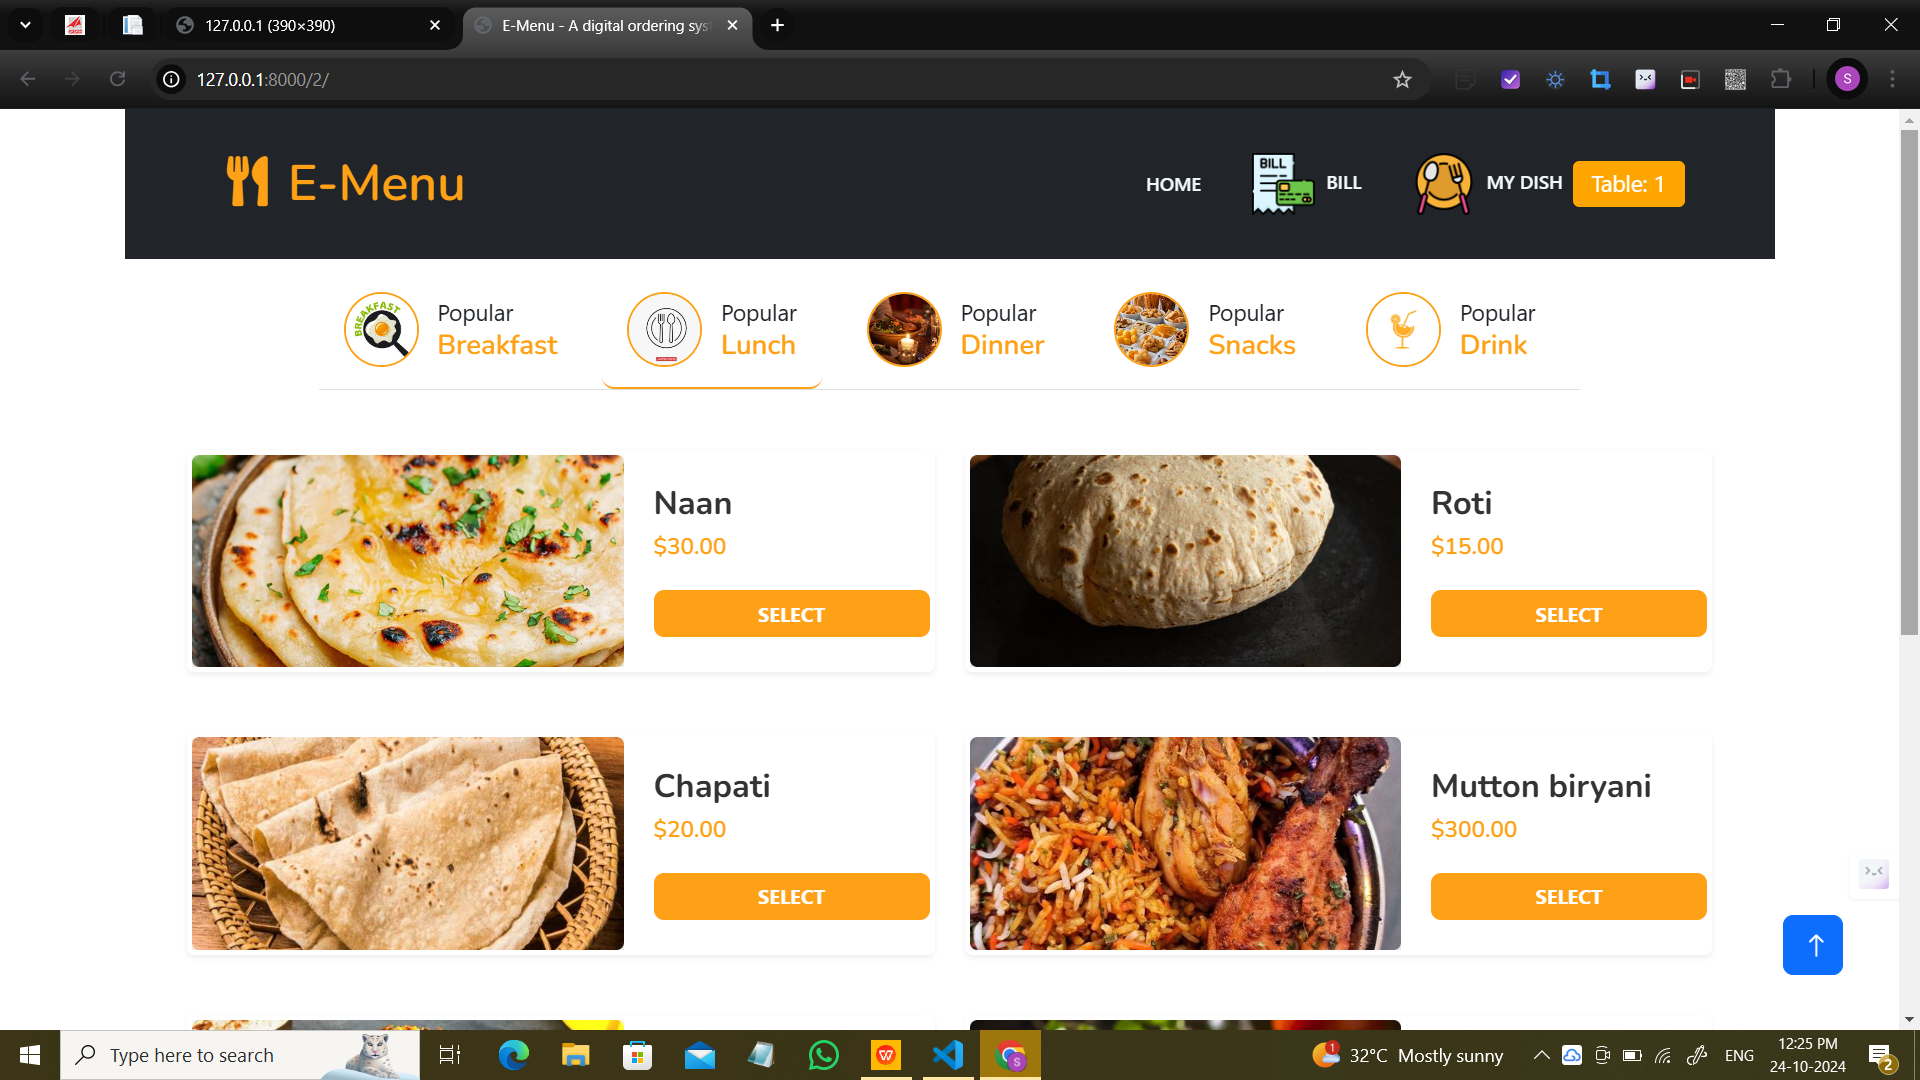 127.0.0.1 (390×390)
E-Menu - A digital ordering sys
127.0.0.1:8000/2/
S
E-Menu
HOME
BILL
BILL
MY DISH
Table: 1
BREAKFAST
Popular
Breakfast
Popular
Lunch
Popular
Dinner
Popular
Snacks
Popular
Drink
Naan
$30.00
SELECT
Roti
$15.00
SELECT
Chapati
$20.00
SELECT
Mutton biryani
$300.00
SELECT
Type here to search
1
32°C Mostly sunny
ENG
12:25 PM
24-10-2024
2